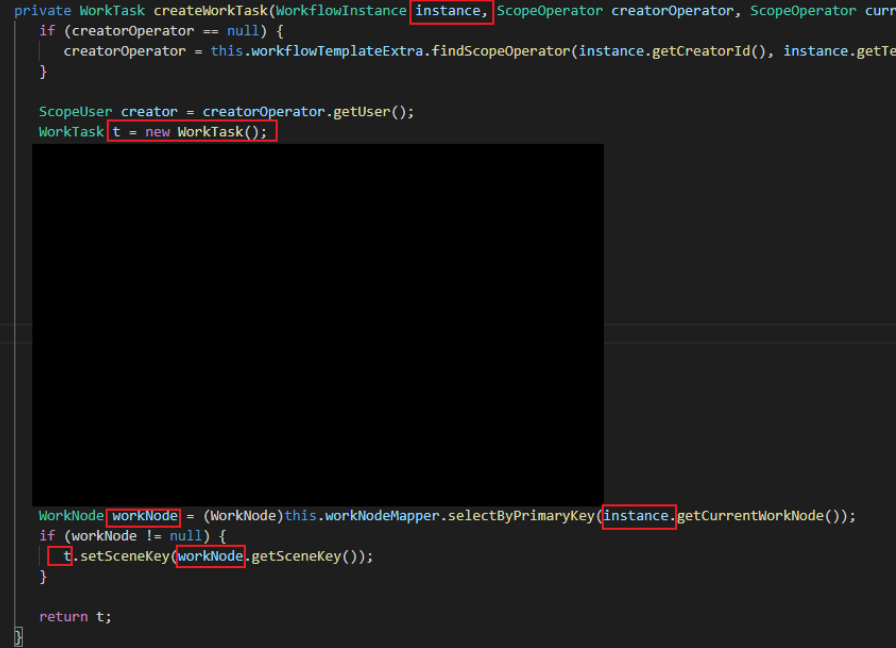 private WorkTask createWorkTask(WorkflowInstance instance, ScopeOperator creatorOperator, ScopeOperator curr
if (creatorOperator == null) {
creatorOperator = this.workflowTemplateExtra.findScopeOperator(instance.getCreatorId(), instance.getTe
}
ScopeUser creator = creatorOperator.getUser();
WorkTask t = new WorkTask();
WorkNode workNode = (WorkNode)this.workNodeMapper.selectByPrimaryKey(instance.getCurrentWorkNode());
if (workNode != null) {
t.setSceneKey(workNode.getSceneKey());
}
return t;
}